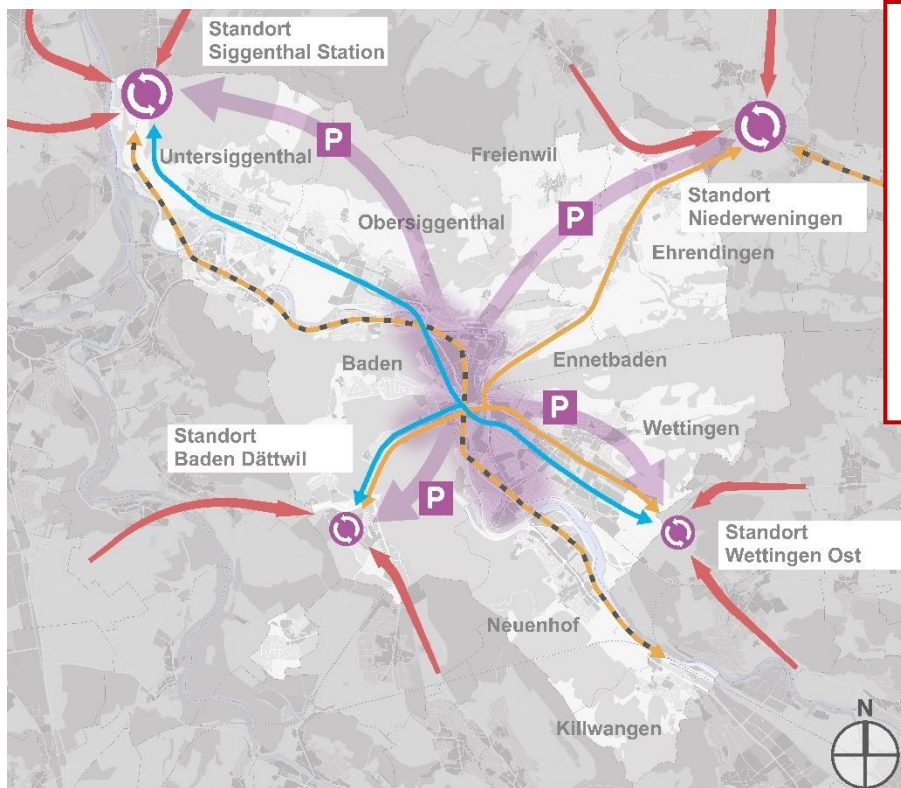 Standort
Siggenthal Station
P
Untersiggenthal
Freienwil
Obersiggenthal
P
Standort
Niederweningen
Ehrendingen
Baden
Ennetbaden
P
Wettingen
Standort
Baden Dättwil
P
Standort
Wettingen Ost
Neuenhof
Killwangen
N